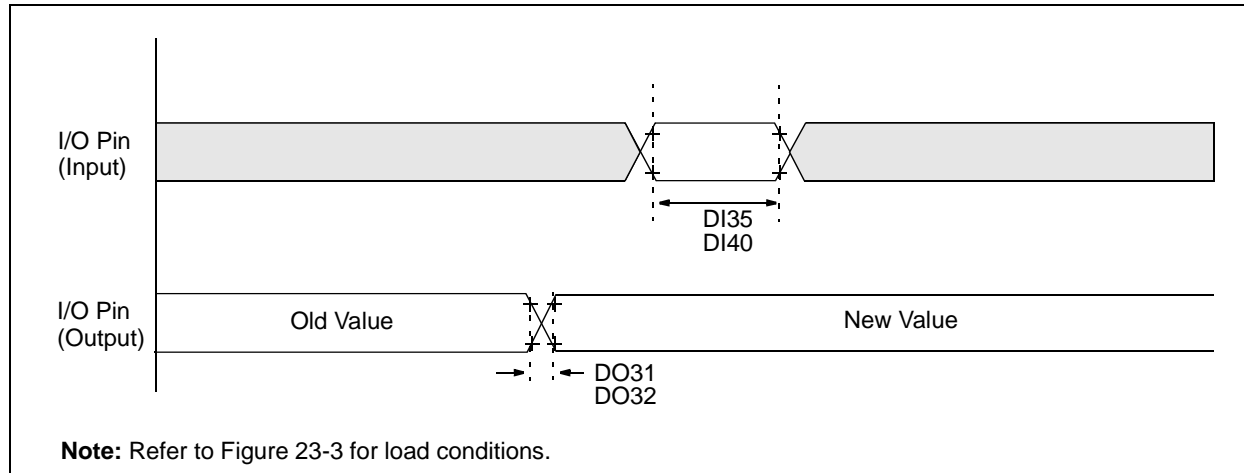 I/O Pin
(Input)
DI35
DI40
I/O Pin
(Output)
Old Value
New Value
DO31
DO32
Note: Refer to Figure 23-3 for load conditions.